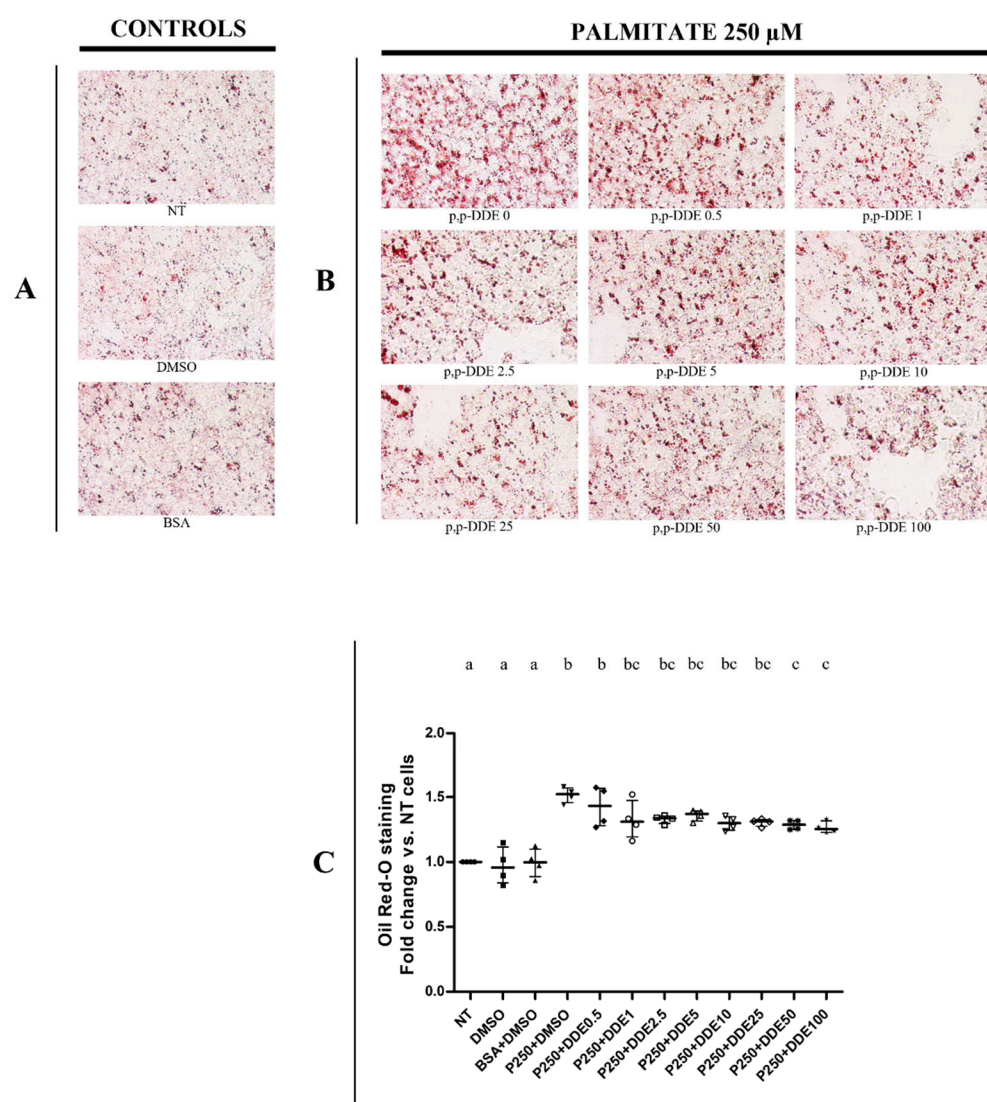 CONTROLS
PALMITATE 250 µM
A
NT
DMSO
BSA
B
p,p-DDE 0
p,p-DDE 0.5
p,p-DDE 1
p,p-DDE 2.5
p,p-DDE 5
p,p-DDE 10
p,p-DDE 25
p,p-DDE 50
p,p-DDE 100
C
a a a b b bc bc bc bc bc c c
Oil Red-O staining
Fold change vs. NT cells
2.0
1.5
1.0
0.5
0.0
NT
DMSO
BSA+DMSO
P250+DMSO
P250+DDE0.5
P250+DDE1
P250+DDE2.5
P250+DDE5
P250+DDE10
P250+DDE25
P250+DDE50
P250+DDE100